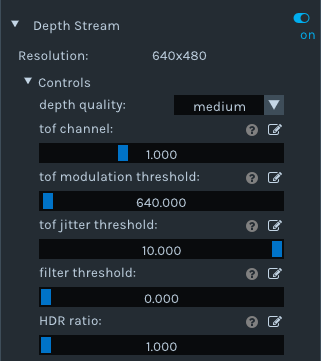 Depth Stream
on
Resolution: 640x480
Controls
depth quality: medium
tof channel:
1.000
tof modulation threshold:
640.000
tof jitter threshold:
10.000
filter threshold:
0.000
HDR ratio:
1.000